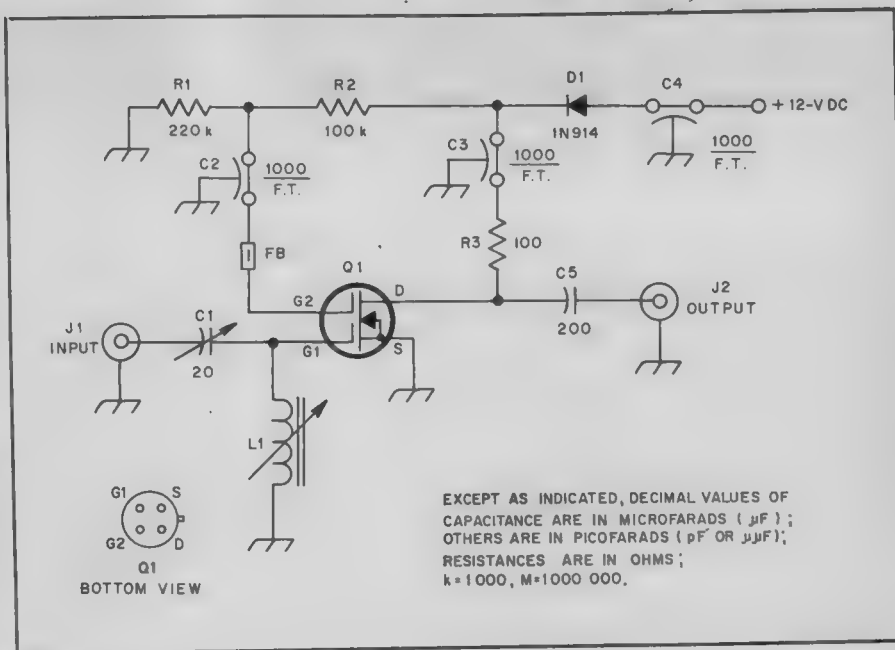 R1
220 k
R2
100 k
D1
1N914
C4
1000
F.T.
+ 12-V DC
C2
1000
F.T.
C3
1000
F.T.
FB
R3
100
Q1
G2
D
G1
S
C5
200
J2
OUTPUT
J1
INPUT
C1
20
L1
G1
S
G2
D
Q1
BOTTOM VIEW
EXCEPT AS INDICATED, DECIMAL VALUES OF
CAPACITANCE ARE IN MICROFARADS ( µF ) ;
OTHERS ARE IN PICOFARADS ( pF OR µµF);
RESISTANCES ARE IN OHMS;
k=1000, M=1000 000.